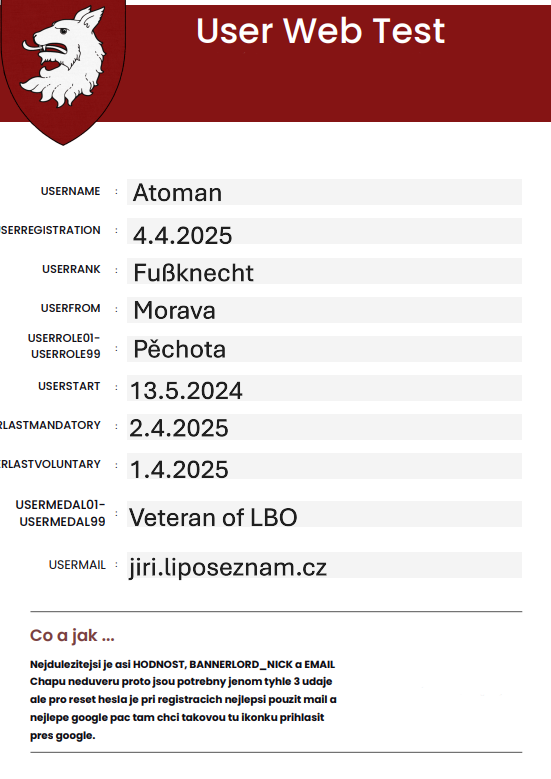 User Web Test
USERNAME : Atoman
SERREGISTRATION : 4.4.2025
USERRANK : Fußknecht
USERFROM : Morava
USERROLE01-
USERROLE99 : Pěchota
USERSTART : 13.5.2024
RLASTMANDATORY : 2.4.2025
ERLASTVOLUNTARY : 1.4.2025
USERMEDAL01-
USERMEDAL99 : Veteran of LBO
USERMAIL : jiri.liposeznam.cz
Co a jak ...
Nejdulezitejsi je asi HODNOST, BANNERLORD_NICK a EMAIL
Chapu neduveru proto jsou potrebny jenom tyhle 3 udaje
ale pro reset hesla je pri registracich nejlepsi pouzit mail a
nejlepe google pac tam chci takovou tu ikonku prihlasit
pres google.